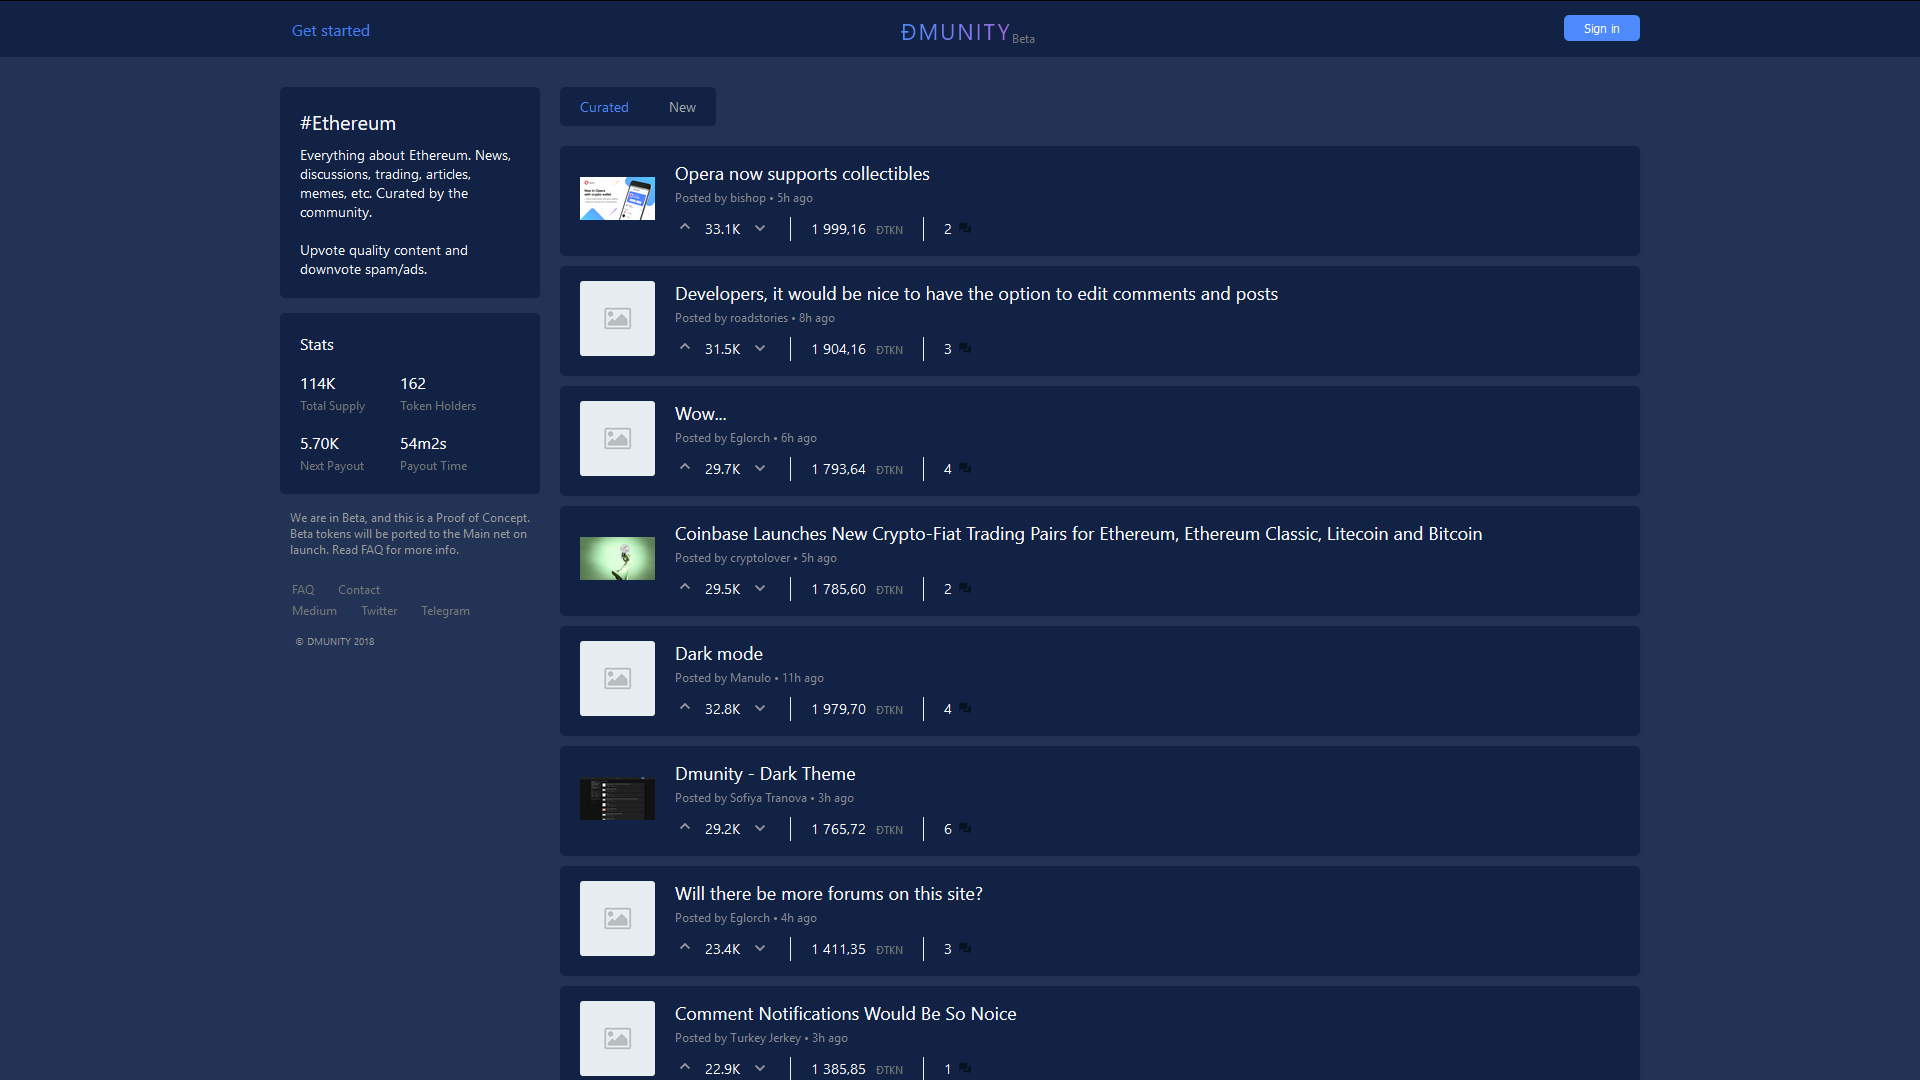 Get started
ĐMUNITY Beta
Sign in
#Ethereum
Everything about Ethereum. News,
discussions, trading, articles,
memes, etc. Curated by the
community.
Upvote quality content and
downvote spam/ads.
Stats
114K 162
Total Supply Token Holders
5.70K 54m2s
Next Payout Payout Time
We are in Beta, and this is a Proof of Concept.
Beta tokens will be ported to the Main net on
launch. Read FAQ for more info.
FAQ Contact
Medium Twitter Telegram
© DMUNITY 2018
Curated New
Opera now supports collectibles
Posted by bishop • 5h ago
33.1K 1 999,16 ĐTKN 2
Developers, it would be nice to have the option to edit comments and posts
Posted by roadstories • 8h ago
31.5K 1 904,16 ĐTKN 3
Wow...
Posted by Eglorch • 6h ago
29.7K 1 793,64 ĐTKN 4
Coinbase Launches New Crypto-Fiat Trading Pairs for Ethereum, Ethereum Classic, Litecoin and Bitcoin
Posted by cryptolover • 5h ago
29.5K 1 785,60 ĐTKN 2
Dark mode
Posted by Manulo • 11h ago
32.8K 1 979,70 ĐTKN 4
Dmunity - Dark Theme
Posted by Sofiya Tranova • 3h ago
29.2K 1 765,72 ĐTKN 6
Will there be more forums on this site?
Posted by Eglorch • 4h ago
23.4K 1 411,35 ĐTKN 3
Comment Notifications Would Be So Noice
Posted by Turkey Jerkey • 3h ago
22.9K 1 385,85 ĐTKN 1